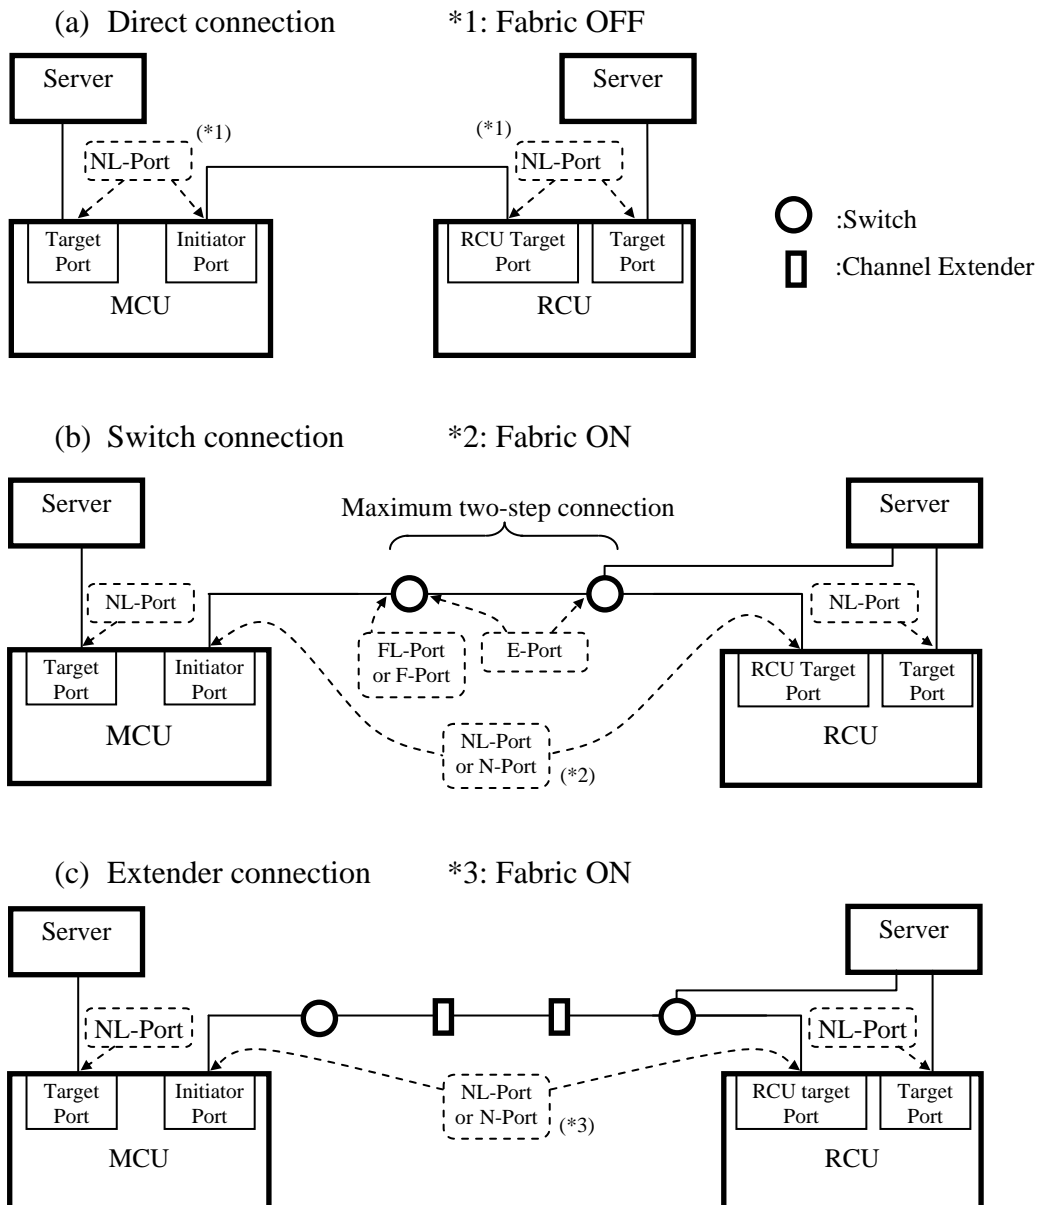 (a) Direct connection *1: Fabric OFF
Server
Server
(*1)
(*1)
NL-Port
NL-Port
Target
Port
Initiator
Port
RCU Target
Port
Target
Port
MCU
RCU
:Switch
:Channel Extender
(b) Switch connection *2: Fabric ON
Server
Maximum two-step connection
Server
NL-Port
NL-Port
FL-Port
or F-Port
E-Port
Target
Port
Initiator
Port
RCU Target
Port
Target
Port
MCU
NL-Port
or N-Port
(*2)
RCU
(c) Extender connection *3: Fabric ON
Server
Server
NL-Port
NL-Port
Target
Port
Initiator
Port
NL-Port
or N-Port
(*3)
RCU target
Port
Target
Port
MCU
RCU